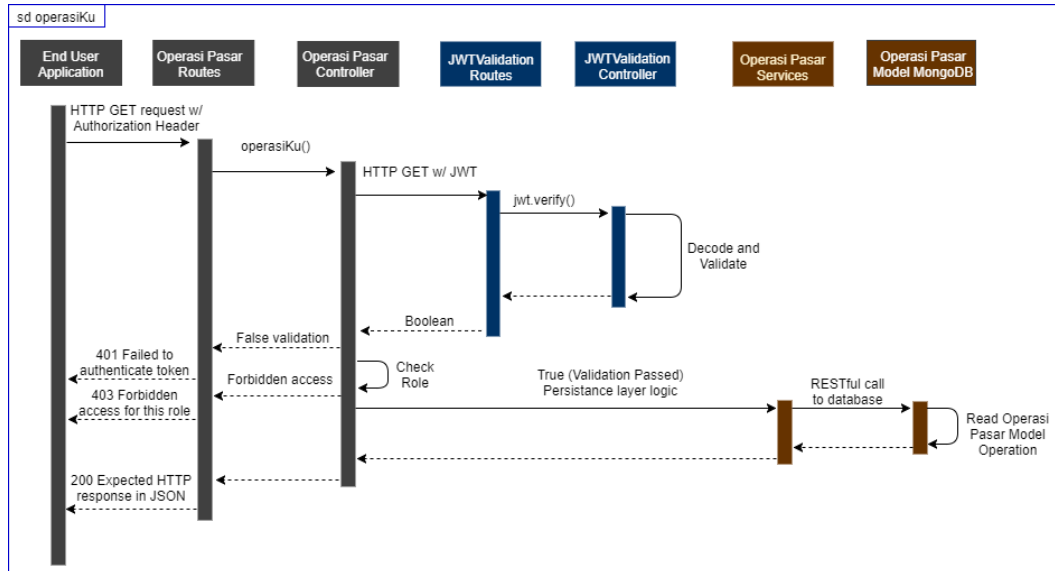 sd operasiKu
End User
Application
Operasi Pasar
Routes
Operasi Pasar
Controller
JWTValidation
Routes
JWTValidation
Controller
Operasi Pasar
Services
Operasi Pasar
Model MongoDB
HTTP GET request w/
Authorization Header
operasiKu()
HTTP GET w/ JWT
jwt.verify()
Decode and
Validate
Boolean
False validation
401 Failed to
authenticate token
Check
Role
Forbidden access
403 Forbidden
access for this role
True (Validation Passed)
Persistance layer logic
RESTful call
to database
Read Operasi
Pasar Model
Operation
200 Expected HTTP
response in JSON